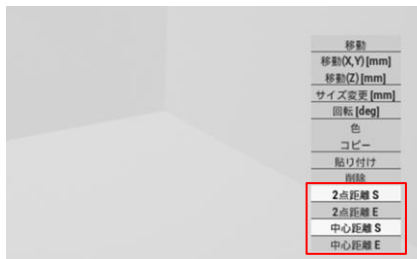 移動
移動(X,Y) [mm]
移動(Z) [mm]
サイズ変更 [mm]
回転 [deg]
色
コピー
貼り付け
削除
2点距離 S
2点距離 E
中心距離 S
中心距離 E